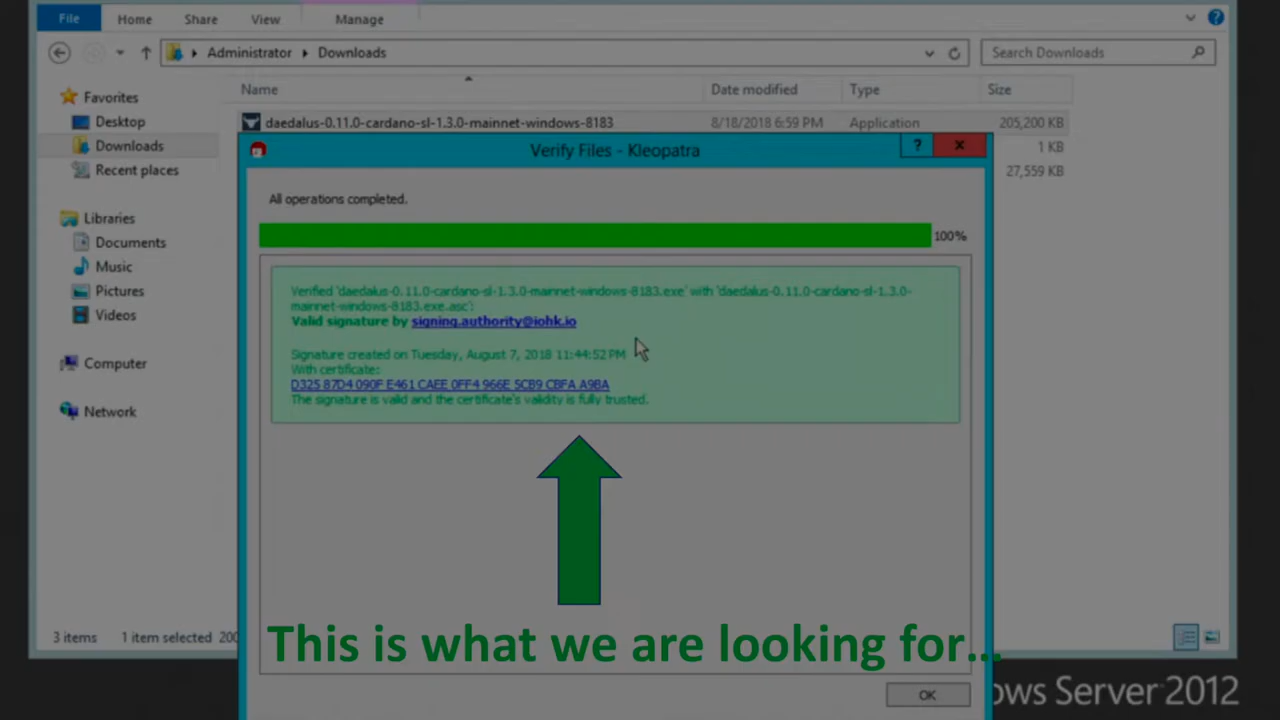 File Home Share View Manage
Administrator Downloads
Search Downloads
Name Date modified Type Size
Favorites
Desktop
Downloads
Recent places
Libraries
Documents
Music
Pictures
Videos
Computer
Network
daedalus-0.11.0-cardano-sl-1.3.0-mainnet-windows-8183 8/18/2018 6:59 PM Application 205,200 KB
1 KB
27,559 KB
Verify Files - Kleopatra
? x
All operations completed.
100%
Verified 'daedalus-0.11.0-cardano-sl-1.3.0-mainnet-windows-8183.exe' with 'daedalus-0.11.0-cardano-sl-1.3.0-
mainnet-windows-8183.exe.asc':
Valid signature by signing.authority@iohk.io
Signature created on Tuesday, August 7, 2018 11:44:52 PM
With certificate:
D325 87D4 090F E461 CAEE 0FF4 966E 5CB9 CBFA A9BA
The signature is valid and the certificate's validity is fully trusted.
This is what we are looking for...
3 items 1 item selected 200
OK
ows Server 2012